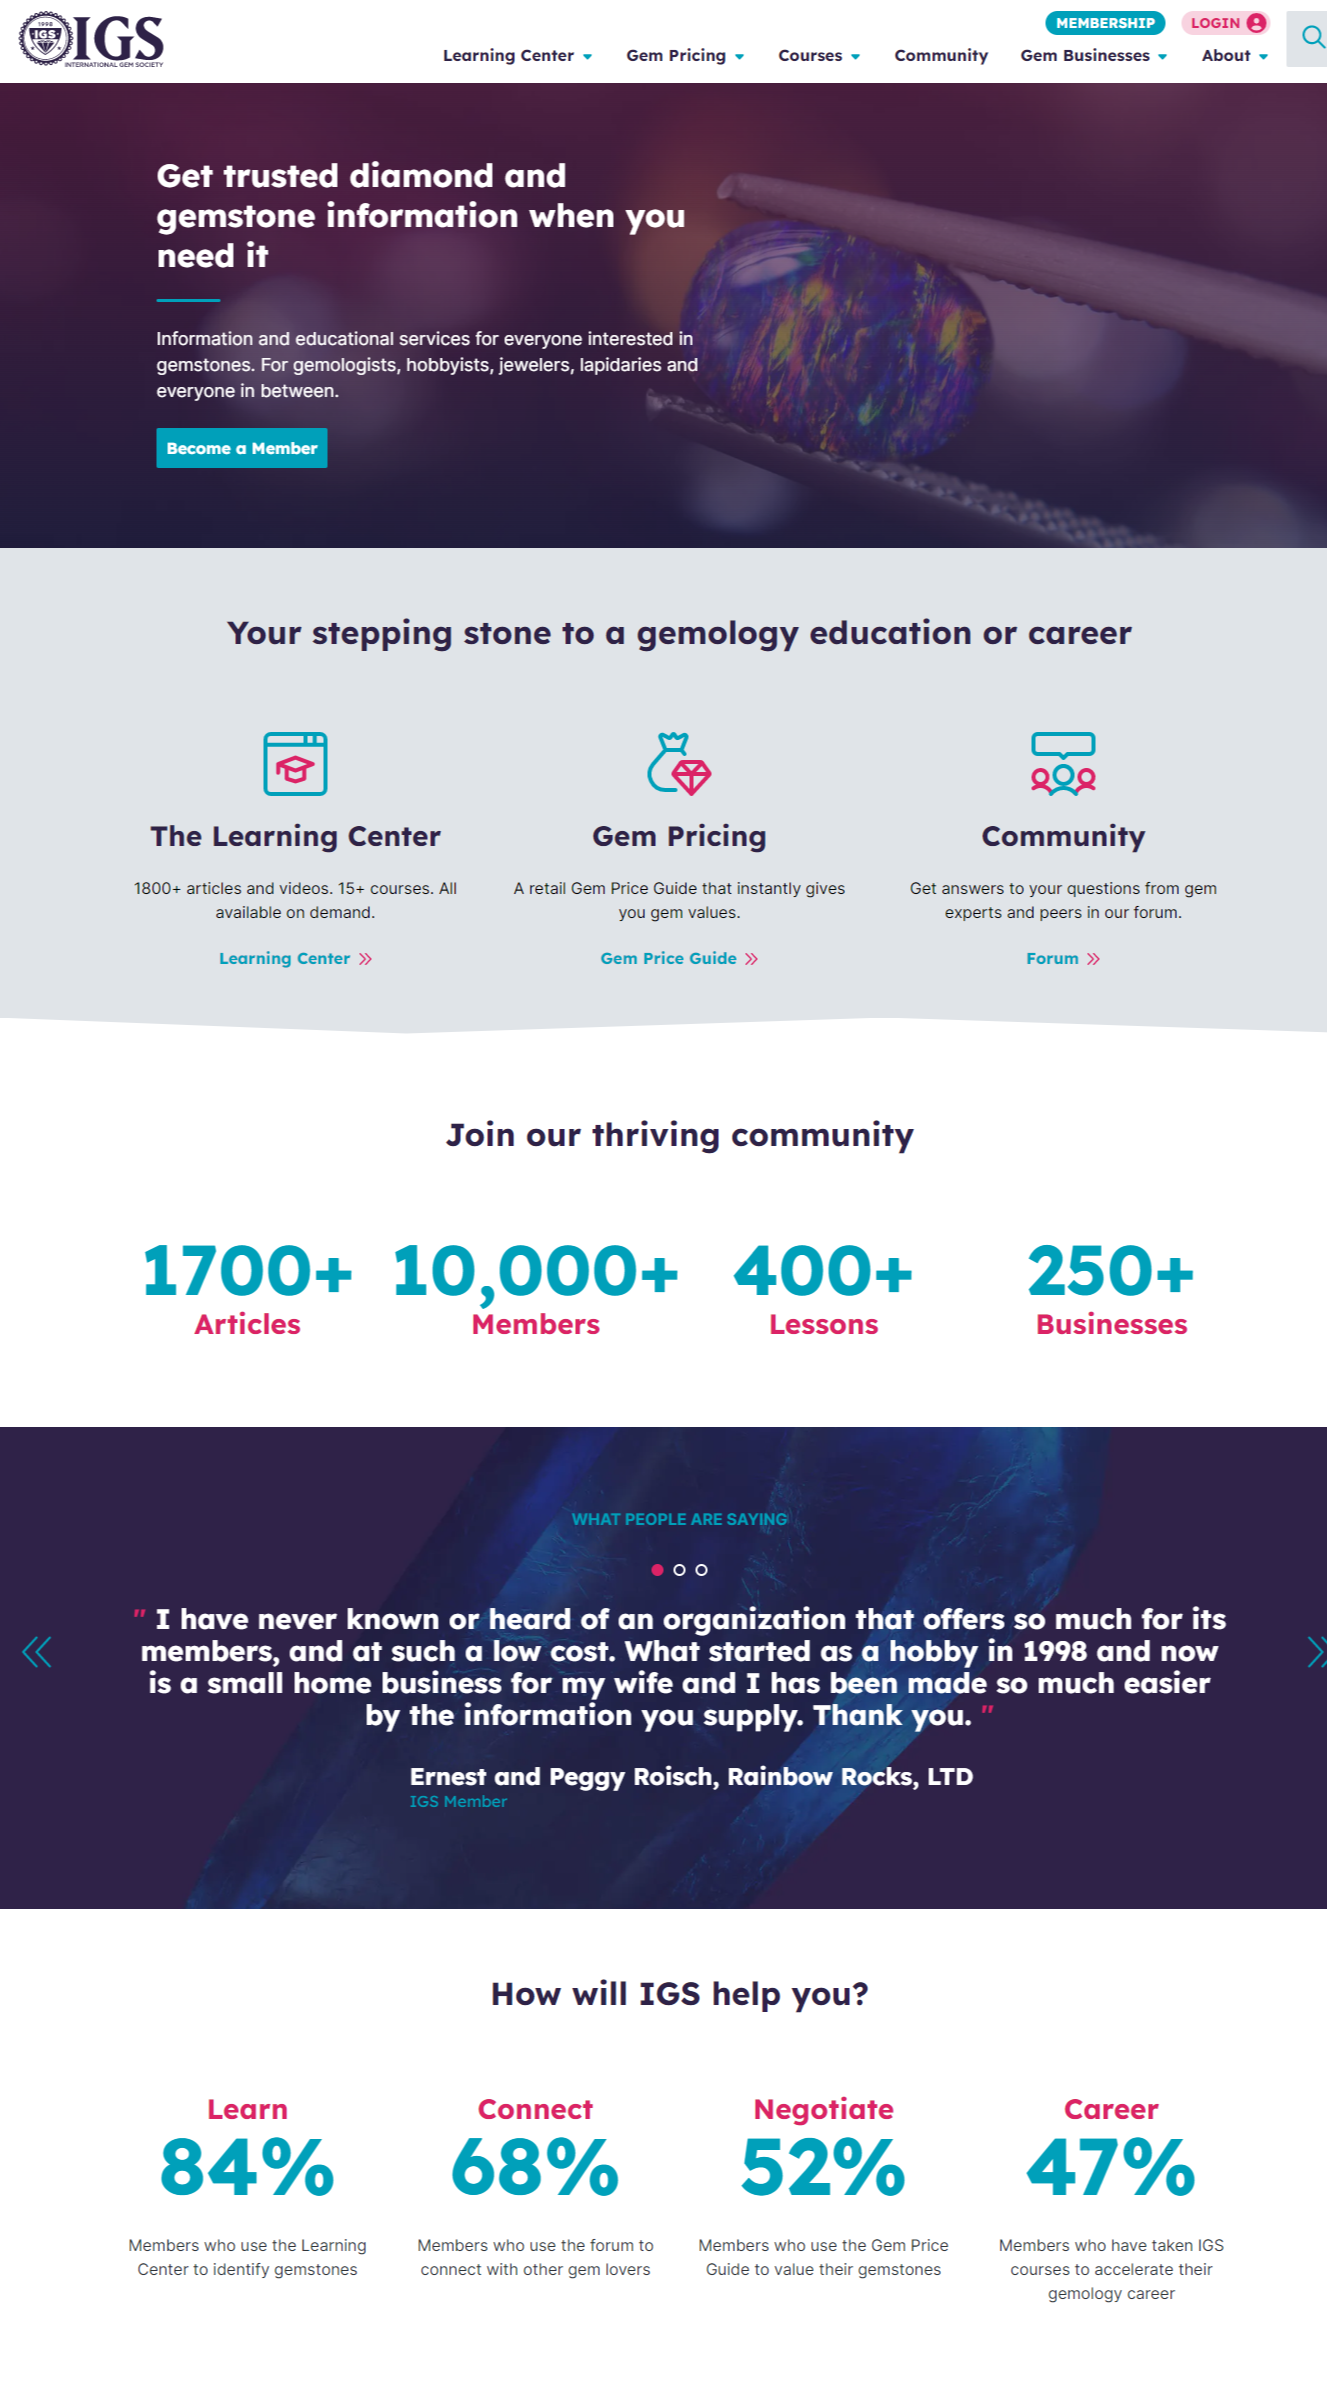 1998
IGS
IGS
INTERNATIONAL GEM SOCIETY
MEMBERSHIP
LOGIN
Learning Center
Gem Pricing
Courses
Community
Gem Businesses
About
Get trusted diamond and
gemstone information when you
need it
Information and educational services for everyone interested in
gemstones. For gemologists, hobbyists, jewelers, lapidaries and
everyone in between.
Become a Member
Your stepping stone to a gemology education or career
The Learning Center
1800+ articles and videos. 15+ courses. All
available on demand.
Learning Center
Gem Pricing
A retail Gem Price Guide that instantly gives
you gem values.
Gem Price Guide
Community
Get answers to your questions from gem
experts and peers in our forum.
Forum
Join our thriving community
1700+
Articles
10,000+
Members
400+
Lessons
250+
Businesses
WHAT PEOPLE ARE SAYING
" I have never known or heard of an organization that offers so much for its
members, and at such a low cost. What started as a hobby in 1998 and now
is a small home business for my wife and I has been made so much easier
by the information you supply. Thank you. "
Ernest and Peggy Roisch, Rainbow Rocks, LTD
IGS Member
How will IGS help you?
Learn
84%
Members who use the Learning
Center to identify gemstones
Connect
68%
Members who use the forum to
connect with other gem lovers
Negotiate
52%
Members who use the Gem Price
Guide to value their gemstones
Career
47%
Members who have taken IGS
courses to accelerate their
gemology career